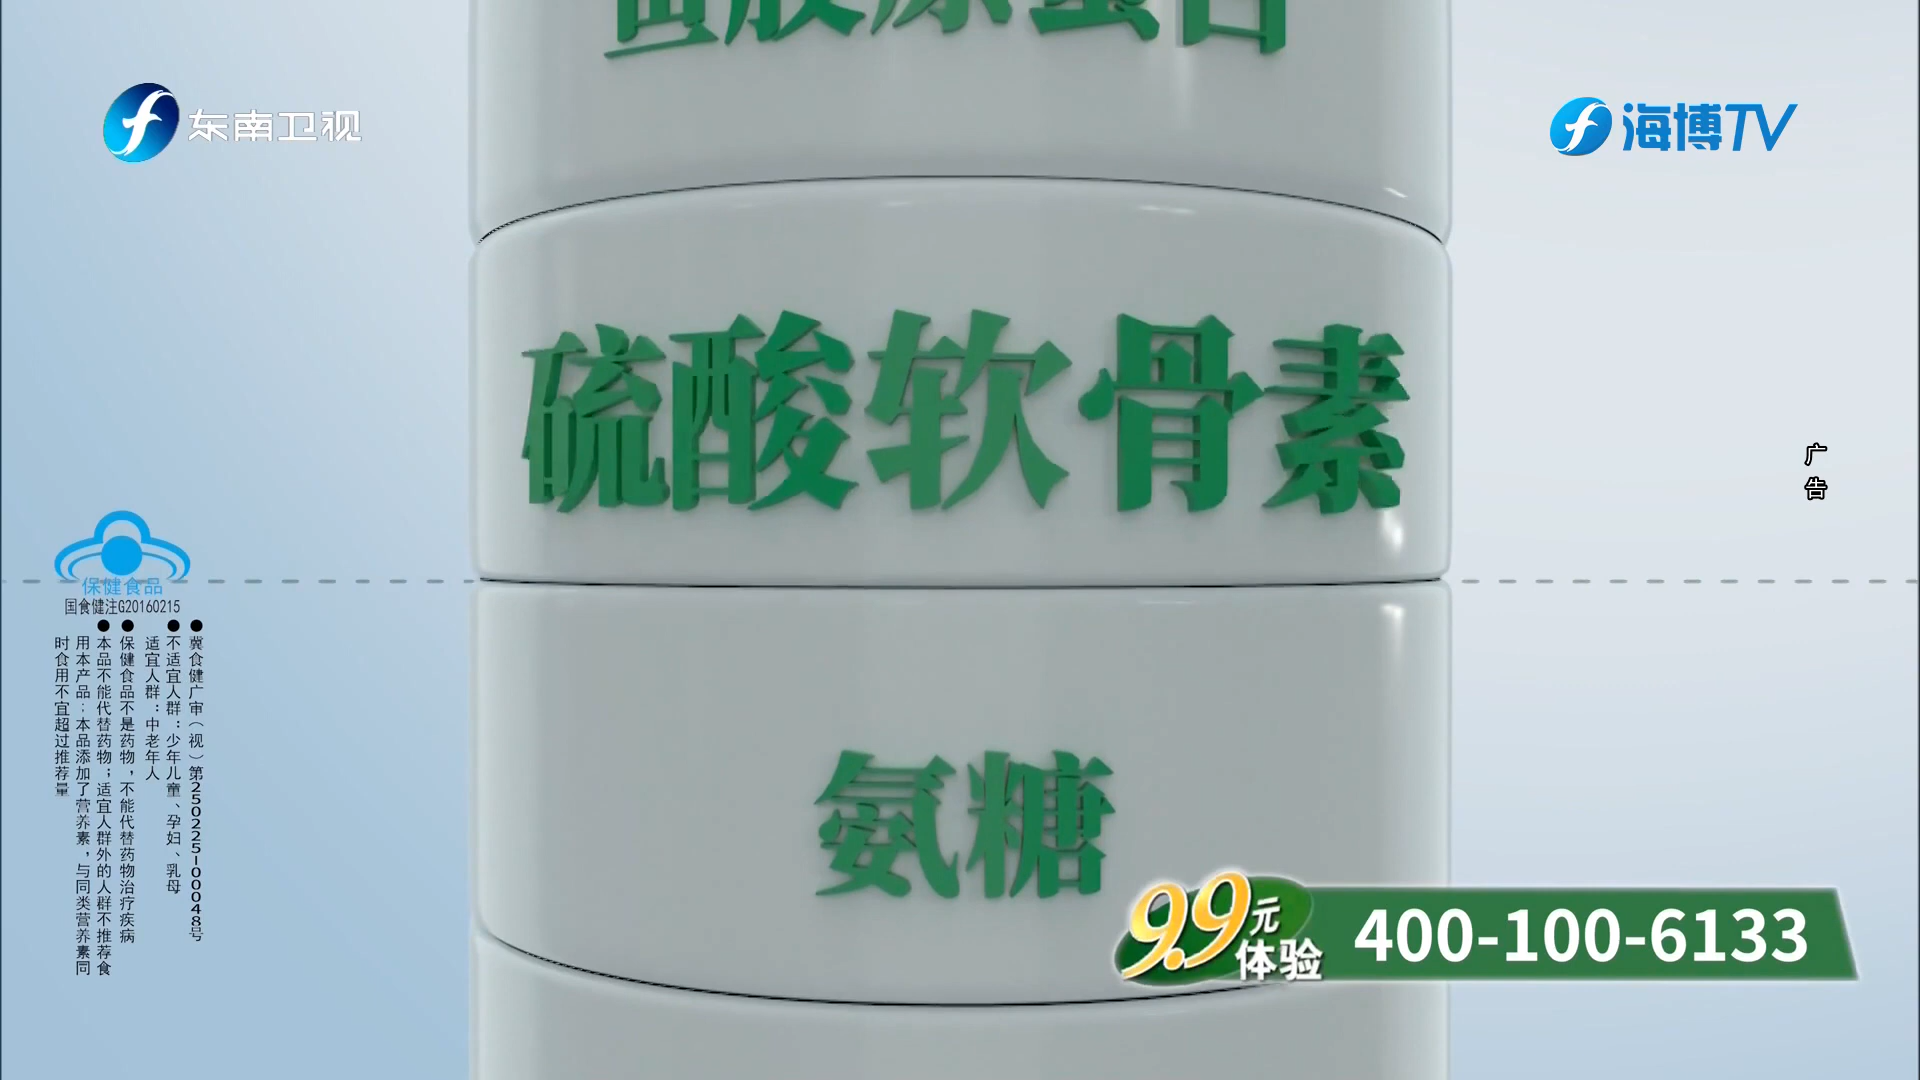 胶原蛋白
东南卫视
海博TV
硫酸软骨素
广告
保健食品
国食健注G20160215
●冀食健广审（视）第250225-00048号
●不适宜人群：少年儿童、孕妇、乳母
适宜人群：中老年人
●保健食品不是药物，不能代替药物治疗疾病
●本品不能代替药物；适宜人群外的人群不推荐食
用本产品；本品添加了营养素，与同类营养素同
时食用不宜超过推荐量
氨糖
9.9元体验
400-100-6133